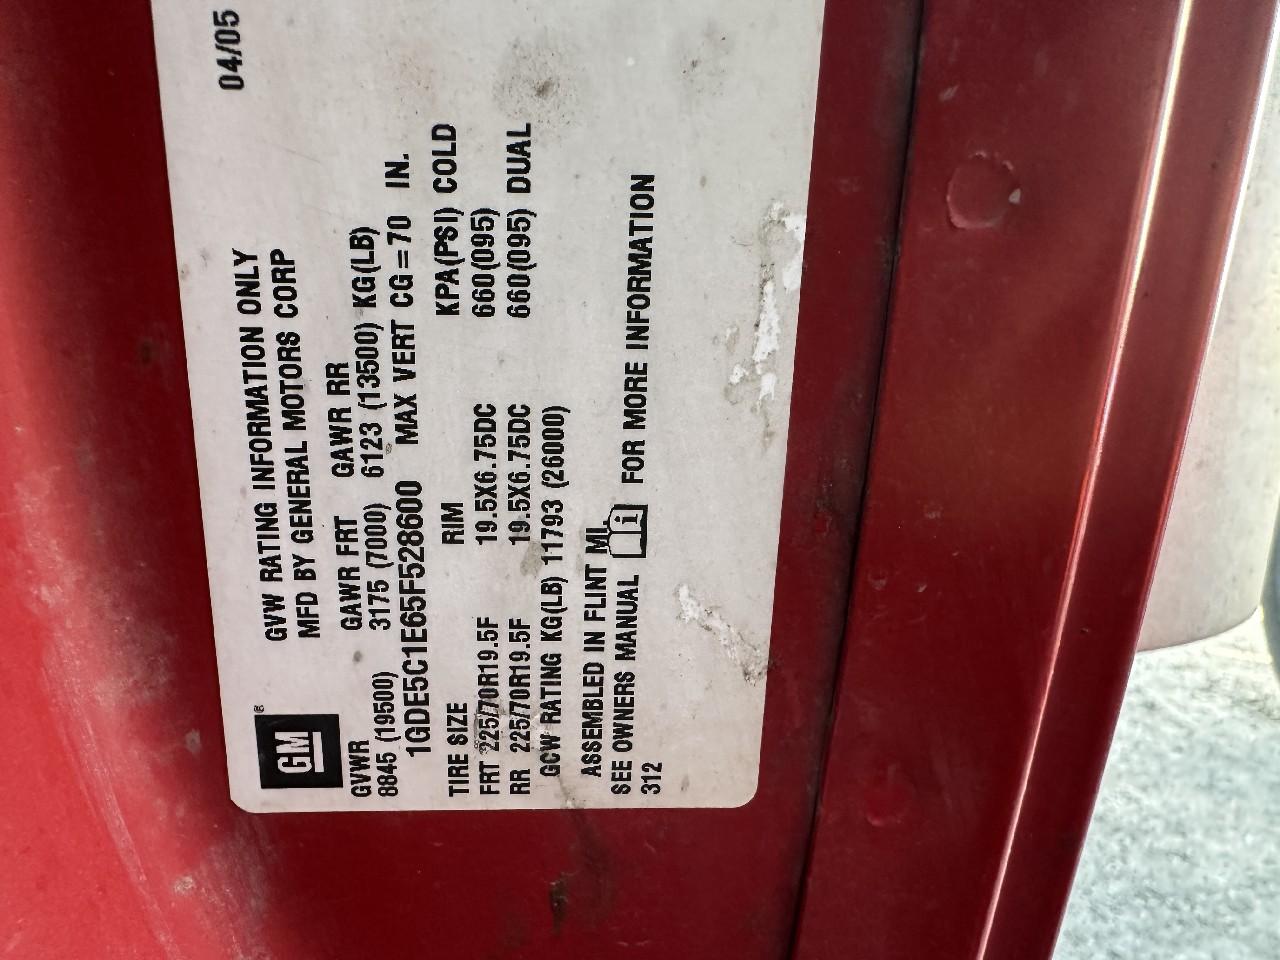 04/05
GM®
GVW RATING INFORMATION ONLY
MFD BY GENERAL MOTORS CORP
GVWR GAWR FRT GAWR RR
8845 (19500) 3175 (7000) 6123 (13500) KG(LB)
1GDE5C1E65F528600 MAX VERT CG=70 IN.
TIRE SIZE RIM KPA(PSI) COLD
FRT 225/70R19.5F 19.5X6.75DC 660(095)
RR 225/70R19.5F 19.5X6.75DC 660(095) DUAL
GCW RATING KG(LB) 11793 (26000)
ASSEMBLED IN FLINT MI.
SEE OWNERS MANUAL i FOR MORE INFORMATION
312